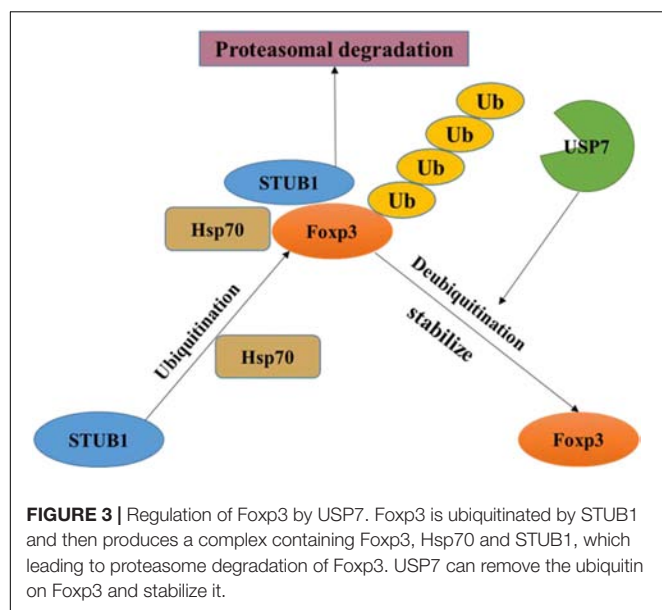 Proteasomal degradation
Ub
Ub
Ub
Ub
USP7
STUB1
Hsp70
Foxp3
Ubiquitination
Deubiquitination
stabilize
Hsp70
STUB1
Foxp3
FIGURE 3 | Regulation of Foxp3 by USP7. Foxp3 is ubiquitinated by STUB1
and then produces a complex containing Foxp3, Hsp70 and STUB1, which
leading to proteasome degradation of Foxp3. USP7 can remove the ubiquitin
on Foxp3 and stabilize it.